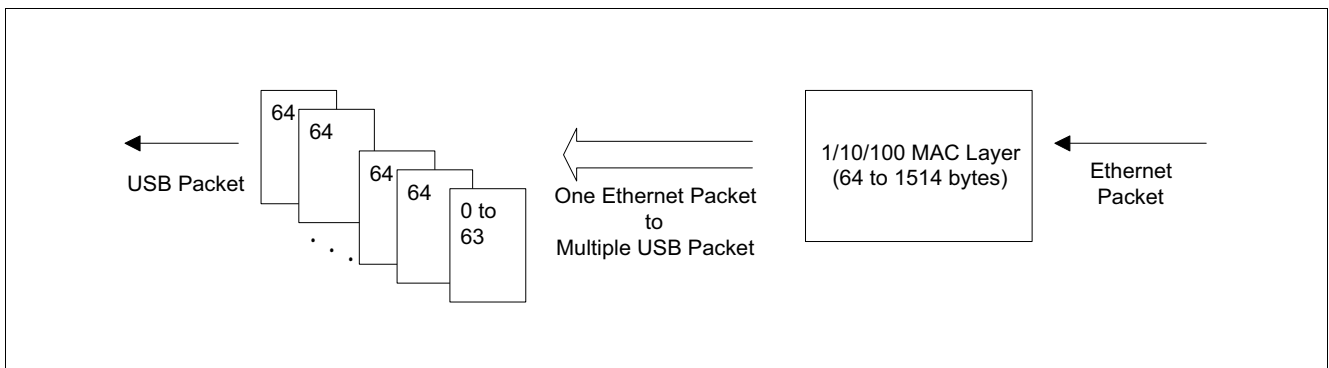 64
64
64
64
0 to
63
USB Packet
One Ethernet Packet
to
Multiple USB Packet
1/10/100 MAC Layer
(64 to 1514 bytes)
Ethernet
Packet